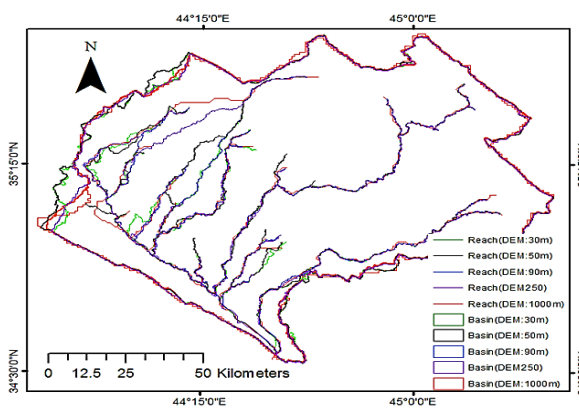 44°15'0"E
45°0'0"E
N
35°15'0"N
Reach(DEM:30m)
Reach(DEM:50m)
Reach(DEM:90m)
Reach(DEM250)
Reach(DEM:1000m)
Basin(DEM:30m)
Basin(DEM:50m)
Basin(DEM:90m)
Basin(DEM250)
Basin(DEM:1000m)
0 12.5 25 50 Kilometers
34°30'0"N
44°15'0"E
45°0'0"E